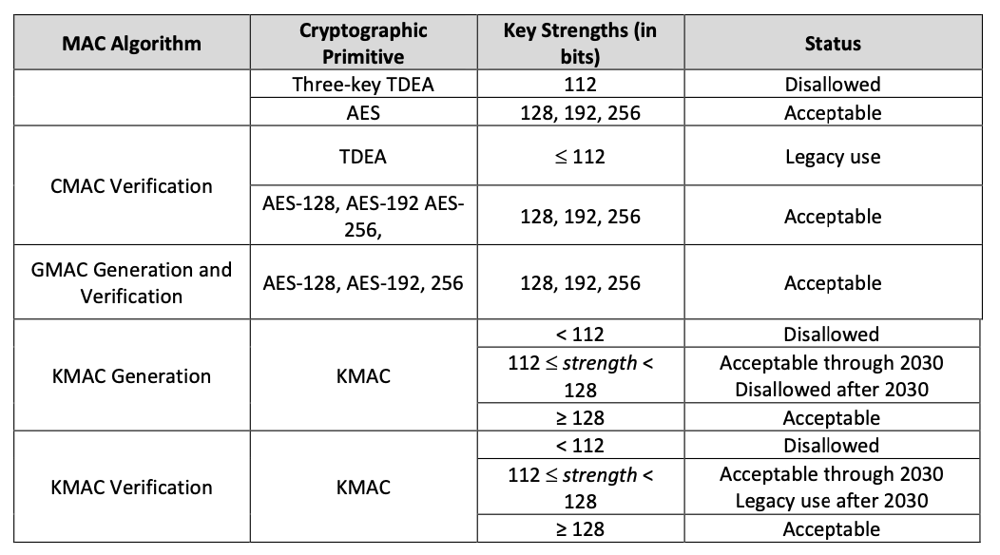 MAC Algorithm
Cryptographic
Primitive
Key Strengths (in
bits)
Status
Three-key TDEA
112
Disallowed
AES
128, 192, 256
Acceptable
CMAC Verification
TDEA
≤ 112
Legacy use
AES-128, AES-192 AES-
256,
128, 192, 256
Acceptable
GMAC Generation and
Verification
AES-128, AES-192, 256
128, 192, 256
Acceptable
KMAC Generation
KMAC
< 112
Disallowed
112 ≤ strength <
128
Acceptable through 2030
Disallowed after 2030
≥ 128
Acceptable
KMAC Verification
KMAC
< 112
Disallowed
112 ≤ strength <
128
Acceptable through 2030
Legacy use after 2030
≥ 128
Acceptable